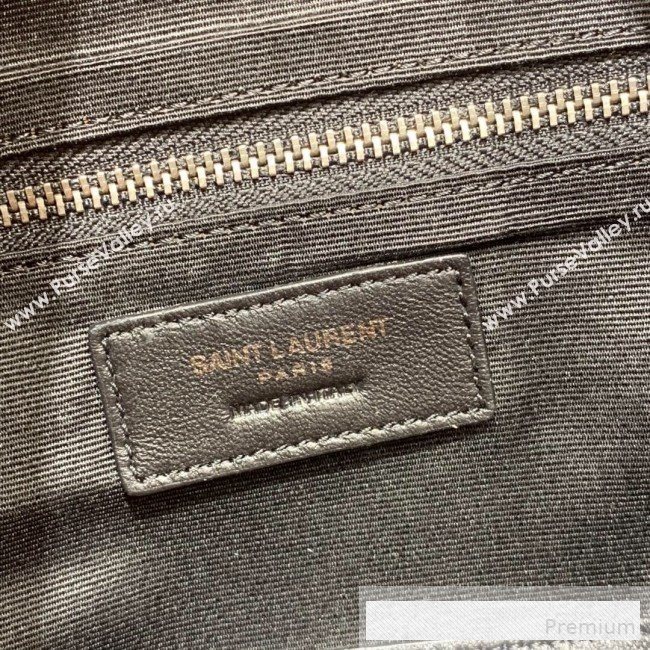 www.PurseValley.ru
www.PurseValley.ru
SAINT LAURENT
PARIS
MADE IN ITALY
Premium